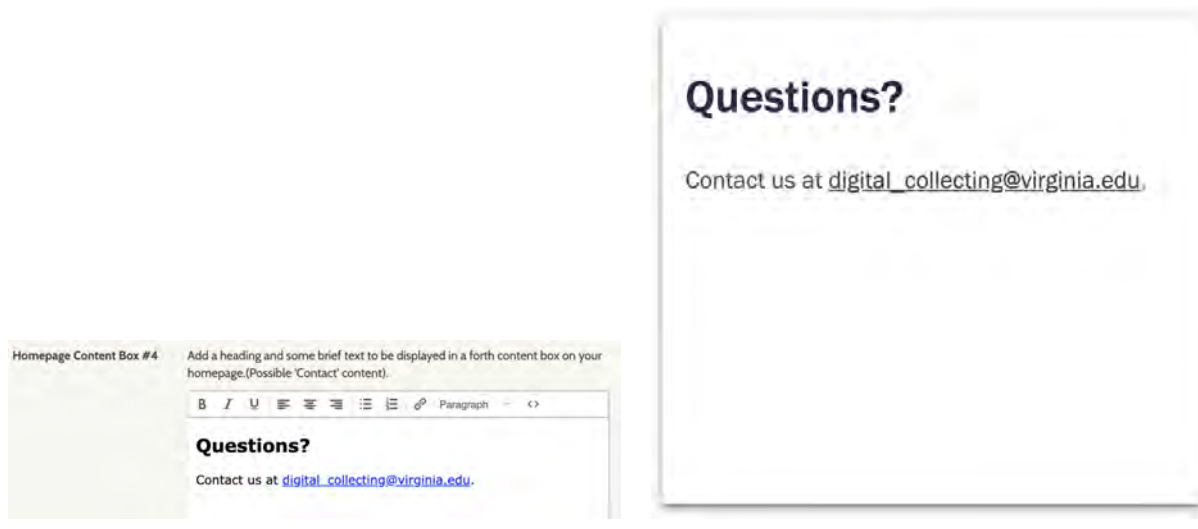 Questions?
Contact us at digital_collecting@virginia.edu.
Homepage Content Box #4
Add a heading and some brief text to be displayed in a forth content box on your
homepage.(Possible 'Contact' content).
B I U Paragraph <>
Questions?
Contact us at digital_collecting@virginia.edu.